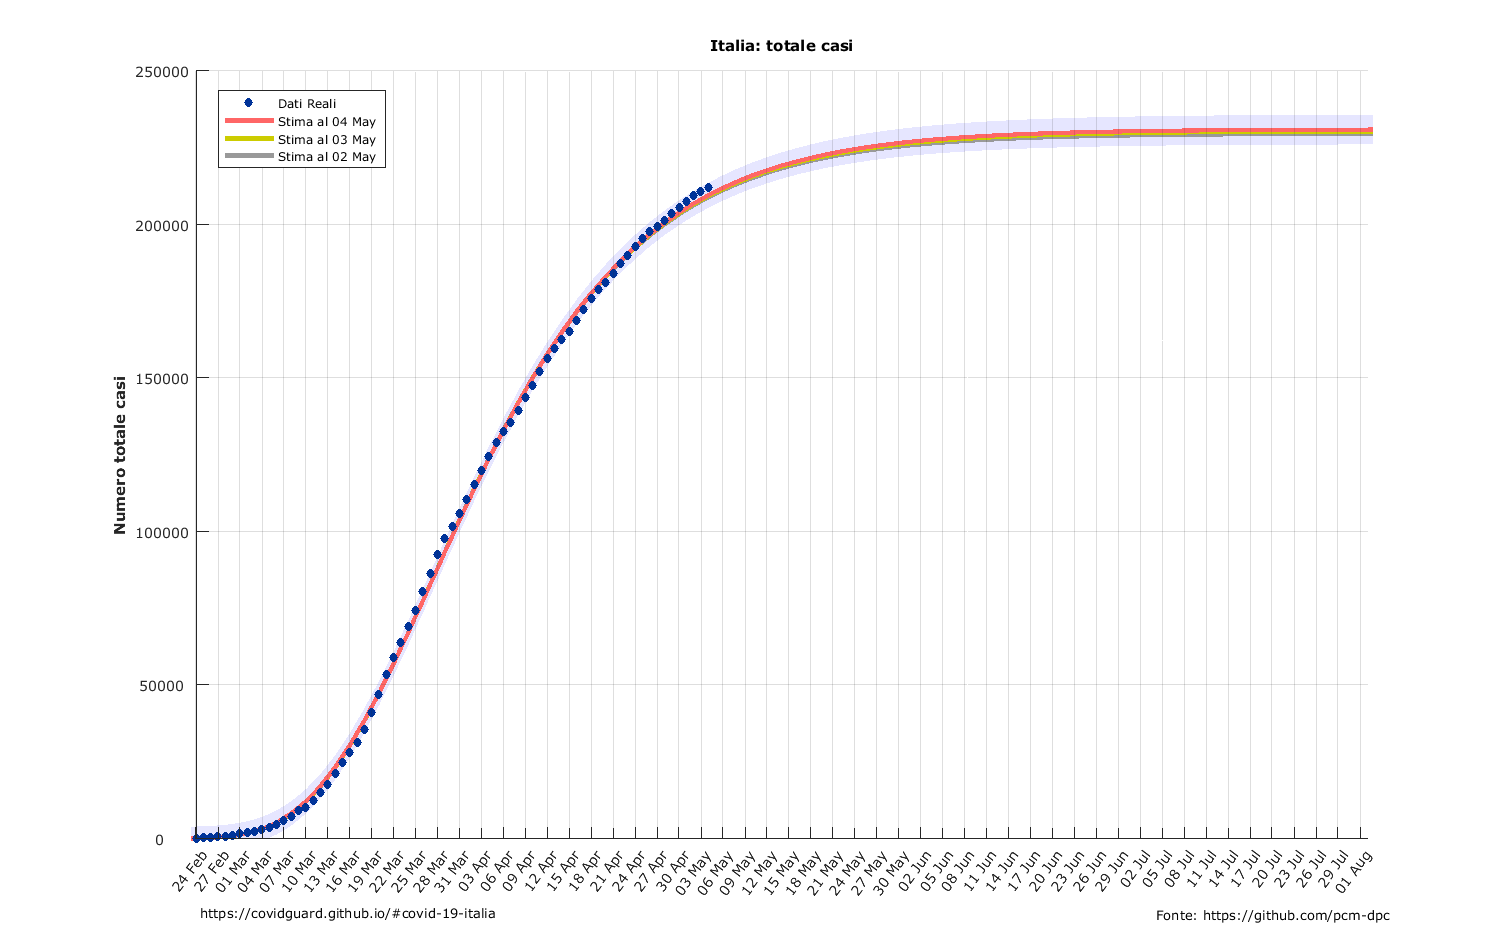 Italia: totale casi
250000
200000
150000
100000
50000
0
Numero totale casi
Dati Reali
Stima al 04 May
Stima al 03 May
Stima al 02 May
24 Feb
27 Feb
01 Mar
04 Mar
07 Mar
10 Mar
13 Mar
16 Mar
19 Mar
22 Mar
25 Mar
28 Mar
31 Mar
03 Apr
06 Apr
09 Apr
12 Apr
15 Apr
18 Apr
21 Apr
24 Apr
27 Apr
30 Apr
03 May
06 May
09 May
12 May
15 May
18 May
21 May
24 May
27 May
30 May
02 Jun
05 Jun
08 Jun
11 Jun
14 Jun
17 Jun
20 Jun
23 Jun
26 Jun
29 Jun
02 Jul
05 Jul
08 Jul
11 Jul
14 Jul
17 Jul
20 Jul
23 Jul
26 Jul
29 Jul
01 Aug
https://covidguard.github.io/#covid-19-italia
Fonte: https://github.com/pcm-dpc